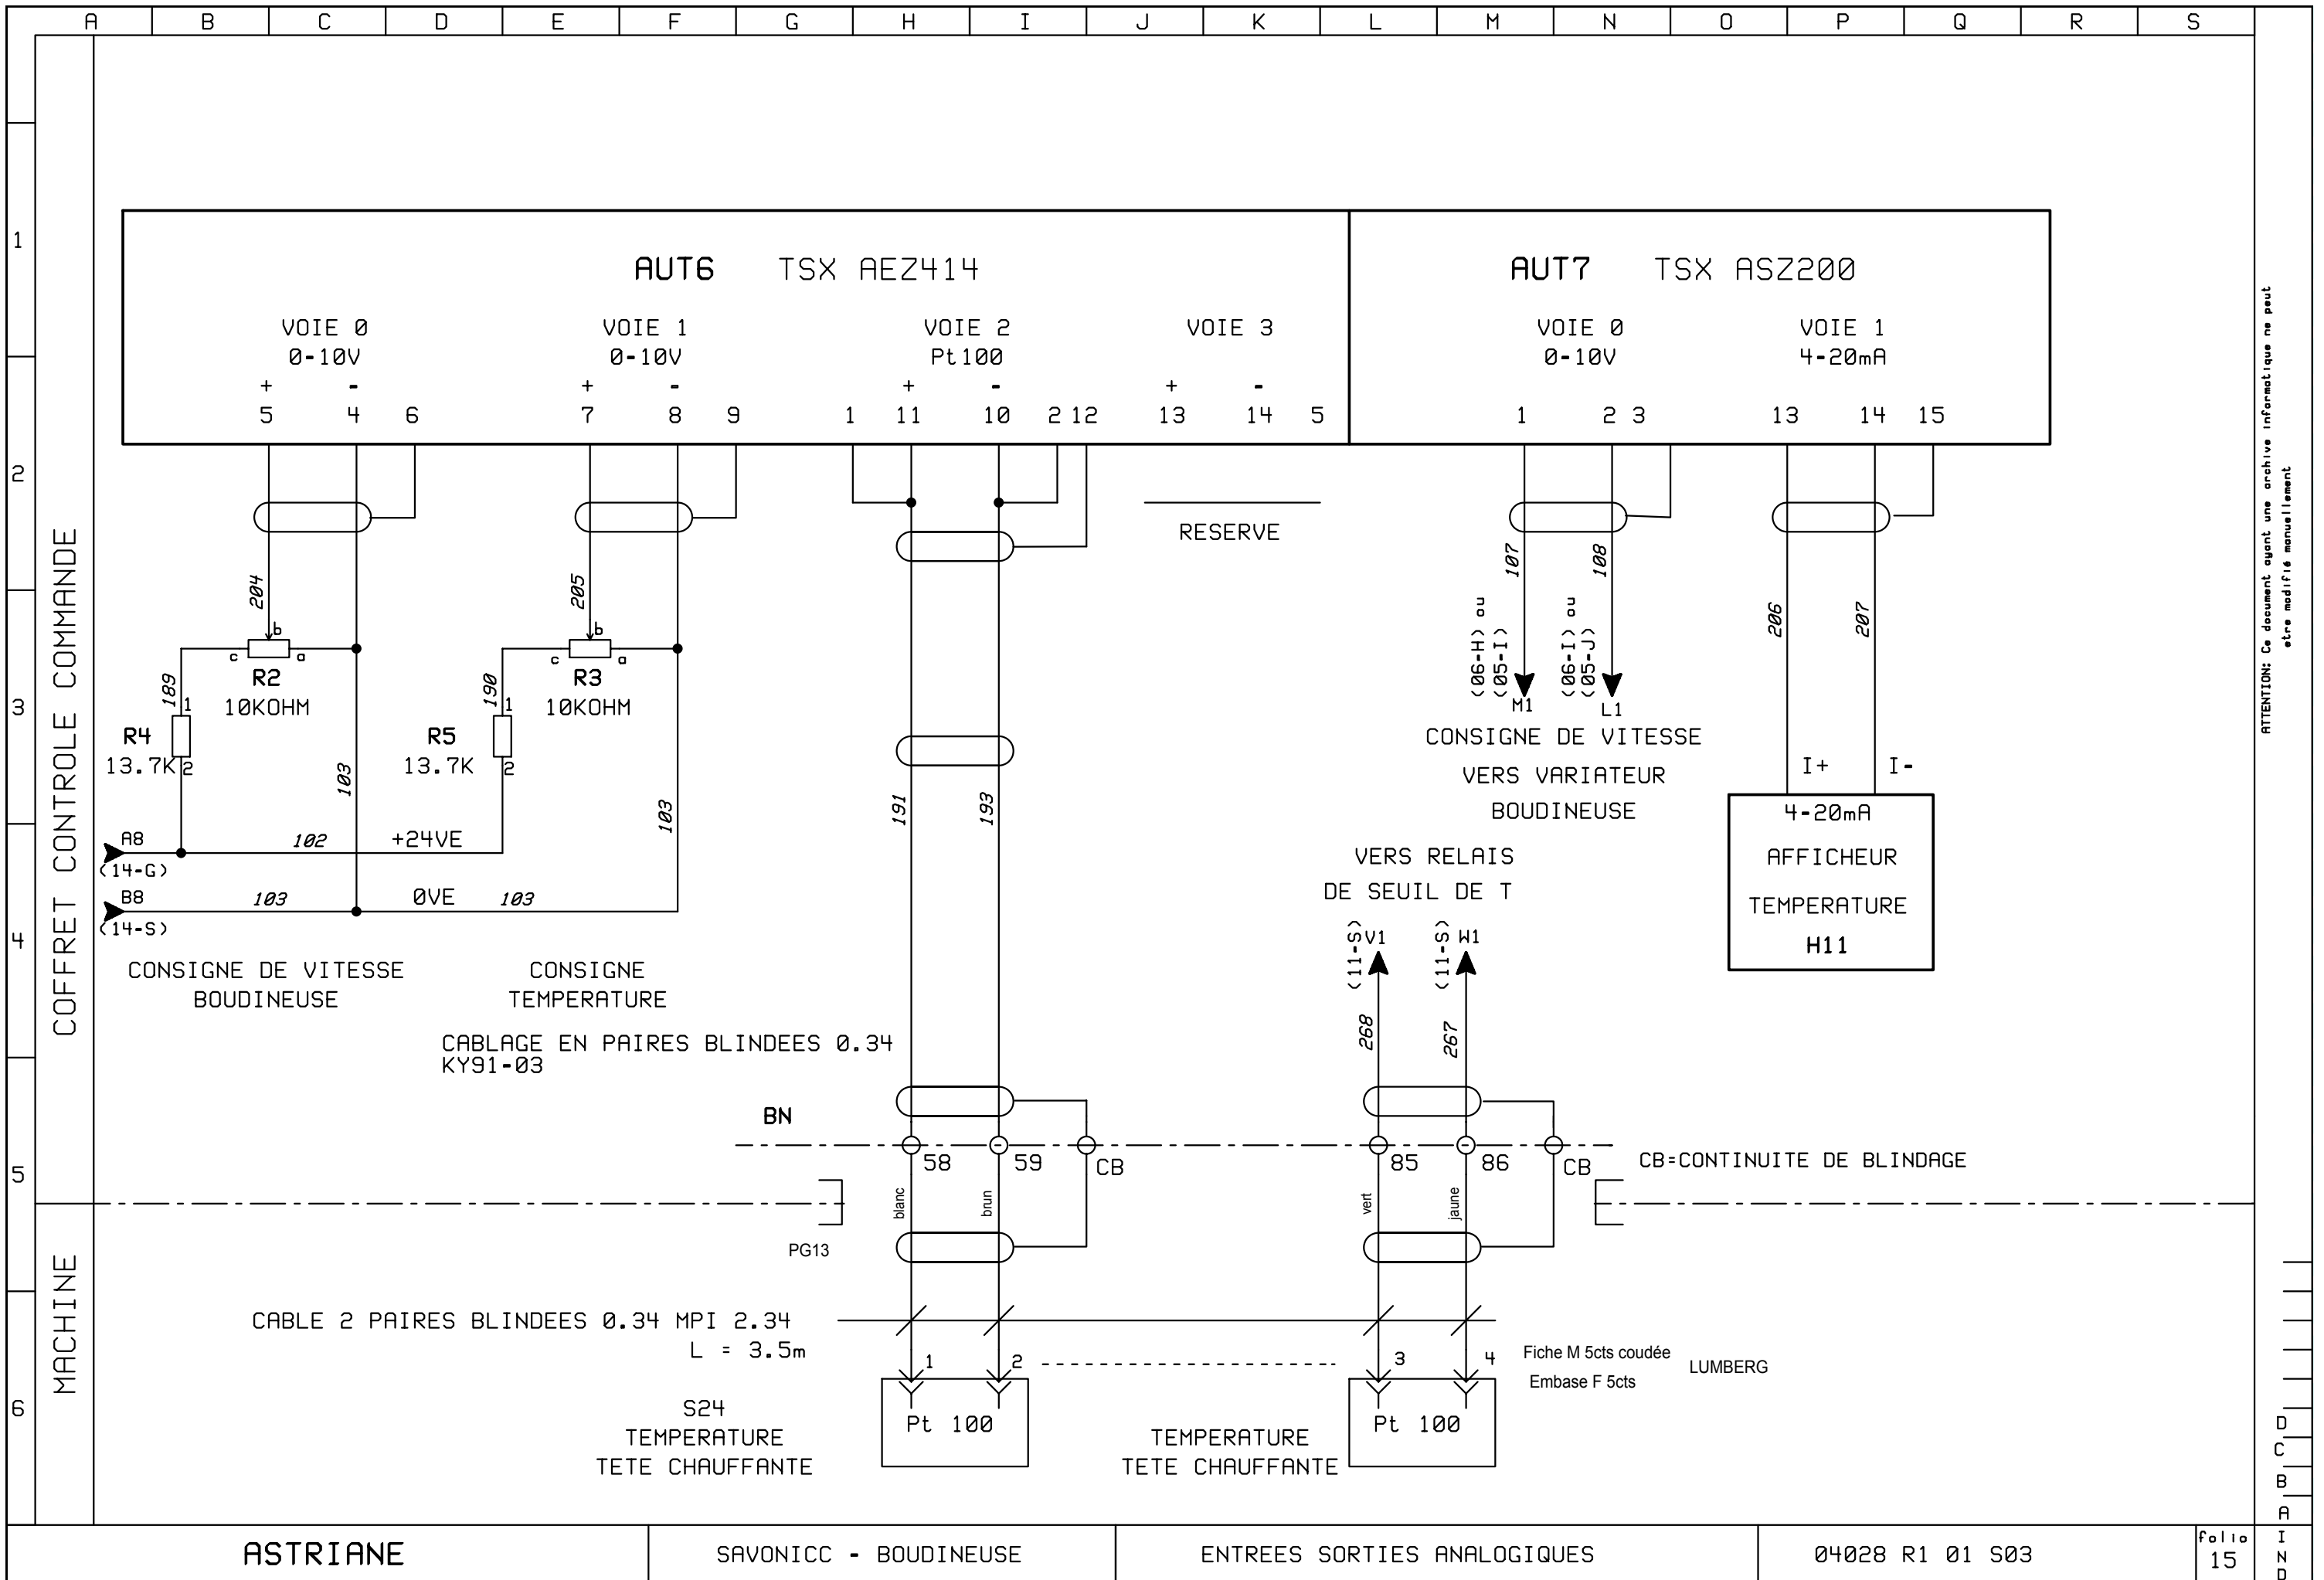 A B C D E F G H I J K L M N O P Q R S
1
2
3
4
5
6
COFFRET CONTROLE COMMANDE
MACHINE
AUT6 TSX AEZ414
VOIE 0
0-10V
+ -
5 4 6
VOIE 1
0-10V
+ -
7 8 9
VOIE 2
Pt100
+ -
1 11 10 2 12
VOIE 3
+ -
13 14 5
AUT7 TSX ASZ200
VOIE 0
0-10V
1 2 3
VOIE 1
4-20mA
13 14 15
RESERVE
204
b
c a
R2
10KOHM
189
1
R4
13.7K
2
103
205
b
c a
R3
10KOHM
190
1
R5
13.7K
2
103
A8
(14-G)
102
+24VE
B8
(14-S)
103
0VE
103
CONSIGNE DE VITESSE
BOUDINEUSE
CONSIGNE
TEMPERATURE
CABLAGE EN PAIRES BLINDEES 0.34
KY91-03
191
193
107
108
(06-H) ou
(05-I)
(06-I) ou
(05-J)
M1
L1
CONSIGNE DE VITESSE
VERS VARIATEUR
BOUDINEUSE
206
207
I+
I-
4-20mA
AFFICHEUR
TEMPERATURE
H11
VERS RELAIS
DE SEUIL DE T
(11-S)
V1
(11-S)
W1
268
267
BN
58
59
CB
85
86
CB
CB=CONTINUITE DE BLINDAGE
blanc
brun
vert
jaune
PG13
CABLE 2 PAIRES BLINDEES 0.34 MPI 2.34
L = 3.5m
1
2
3
4
Fiche M 5cts coudée
Embase F 5cts
LUMBERG
S24
TEMPERATURE
TETE CHAUFFANTE
Pt 100
TEMPERATURE
TETE CHAUFFANTE
Pt 100
ATTENTION: Ce document ayant une archive informatique ne peut
etre modifié manuellement
D
C
B
A
I
N
D
ASTRIANE
SAVONICC - BOUDINEUSE
ENTREES SORTIES ANALOGIQUES
04028 R1 01 S03
folio
15